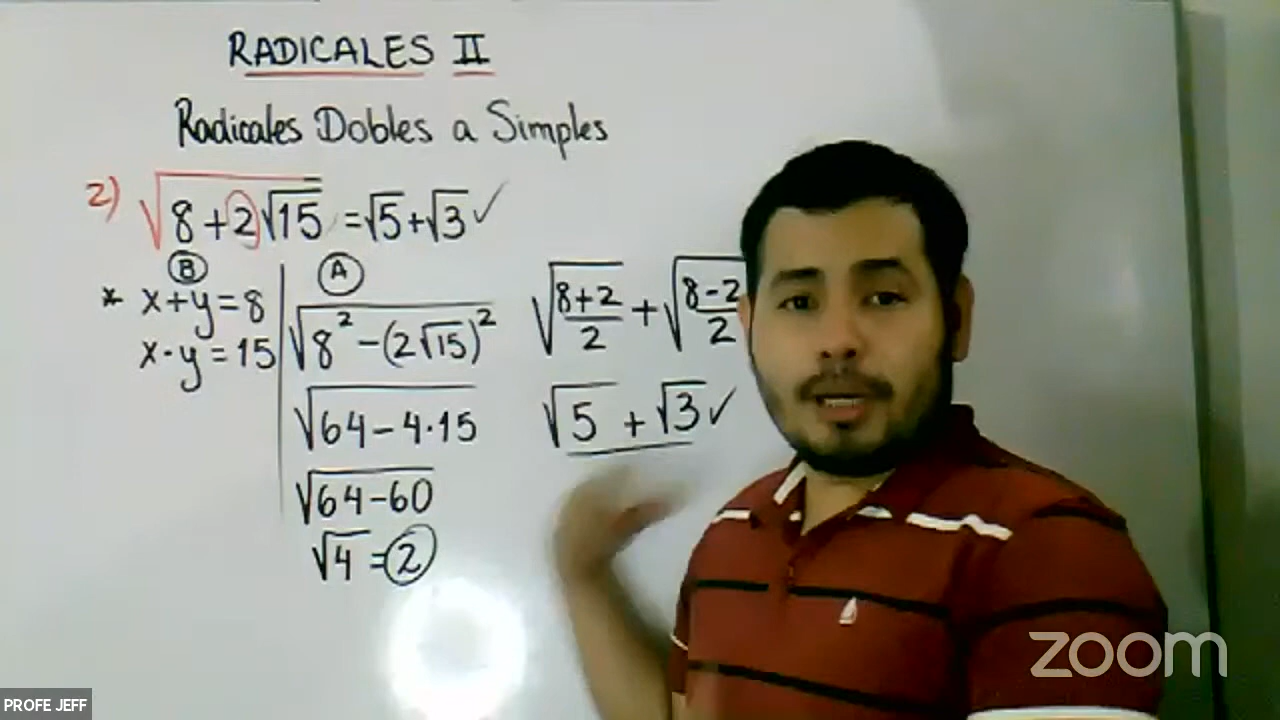 RADICALES II
Radicales Dobles a Simples
2) √(8+2√15) = √5+√3 ✓
B
* x+y=8
x·y=15
A
√(8²-(2√15)²)
√(64-4·15)
√(64-60)
√4=2
√((8+2)/2) + √((8-2)/2)
√5 + √3 ✓
zoom
PROFE JEFF